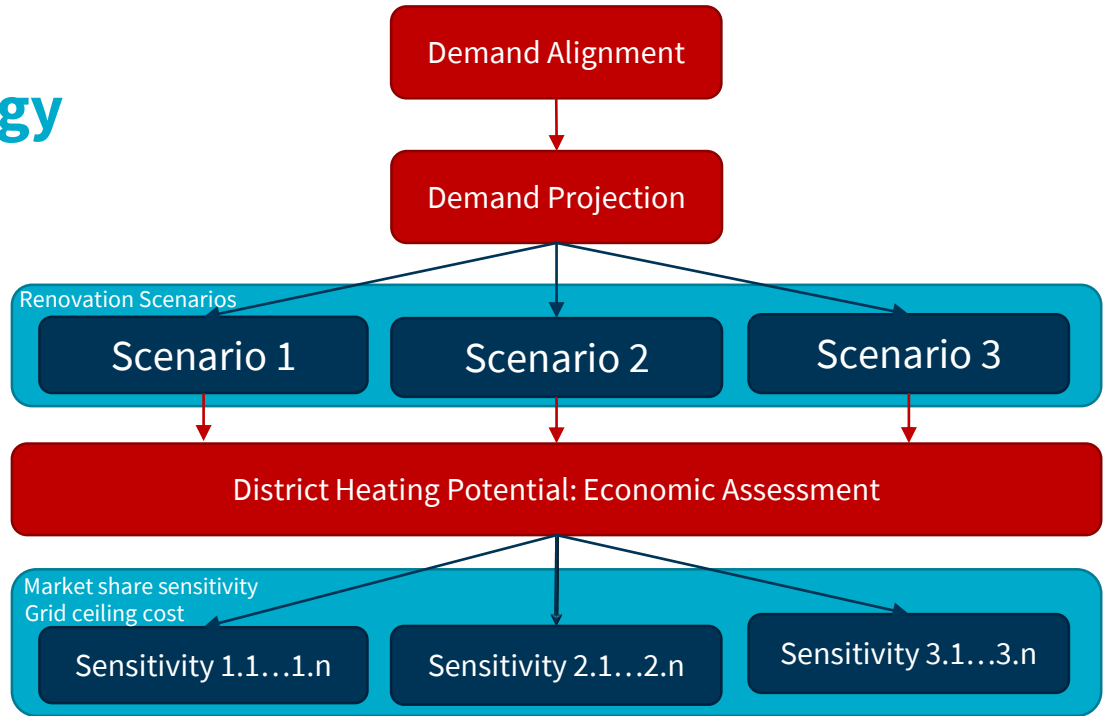 Demand Alignment
gy
Demand Projection
Renovation Scenarios
Scenario 1
Scenario 2
Scenario 3
District Heating Potential: Economic Assessment
Market share sensitivity
Grid ceiling cost
Sensitivity 1.1...1.n
Sensitivity 2.1...2.n
Sensitivity 3.1...3.n